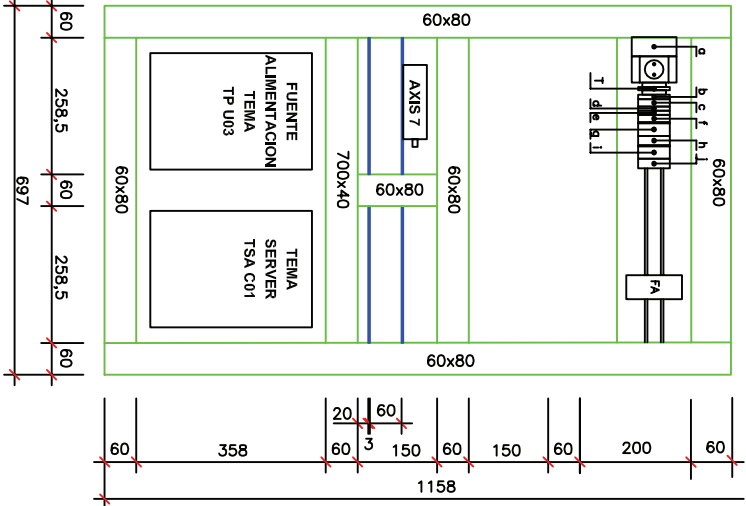 60x80
60
258,5
60
258,5
60
697
60x80
FUENTE
ALIMENTACION
TEMA
TP U03
TEMA
SERVER
TSA C01
700x40
AXIS 7
60x80
60x80
a
T
b
c
d
e
f
g
h
i
j
FA
60x80
60x80
20
60
3
60
358
60
150
60
150
60
200
60
1158